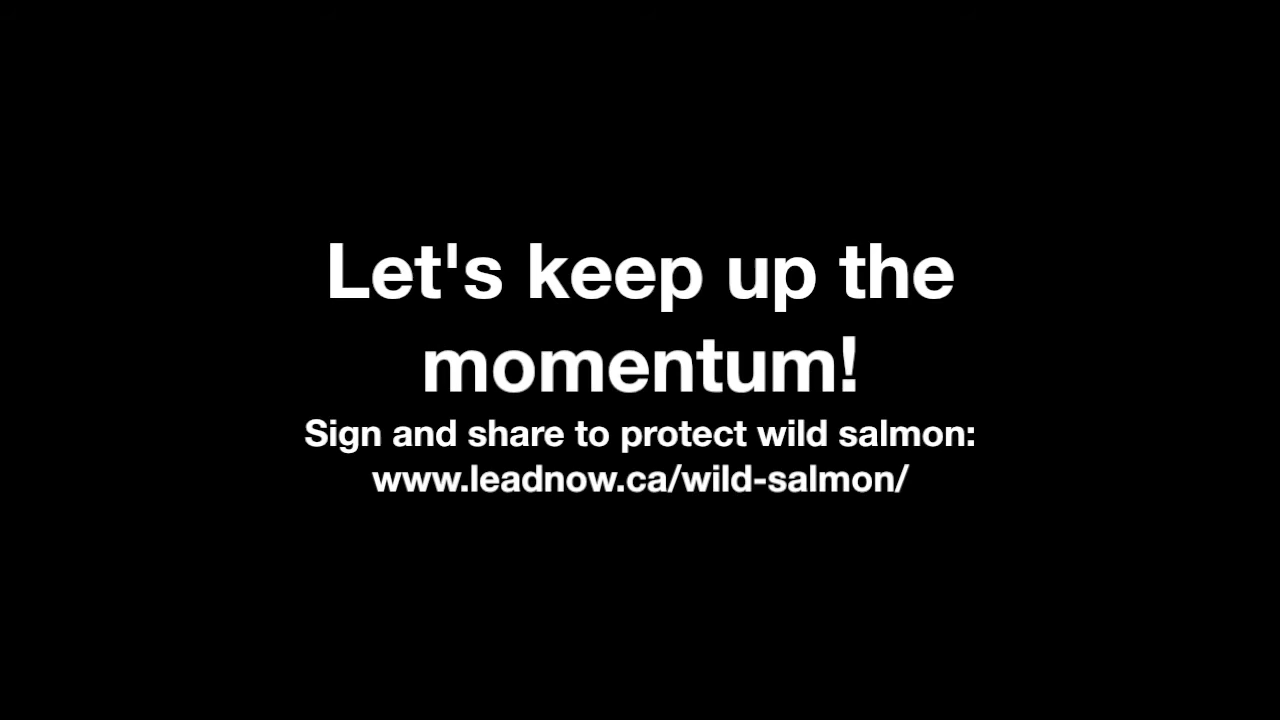 Let's keep up the
momentum!
Sign and share to protect wild salmon:
www.leadnow.ca/wild-salmon/